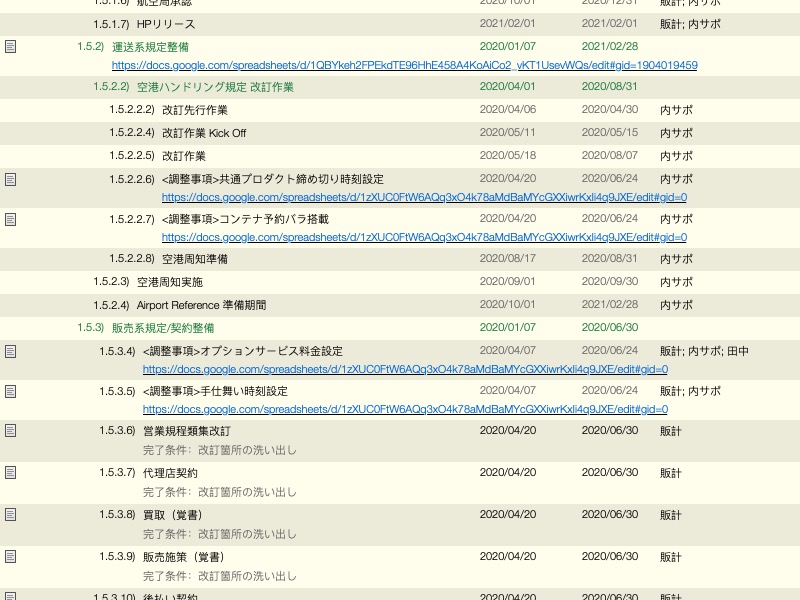 1.5.1.6) 航空局承認 2020/10/01 2020/12/31 販計; 内サポ
1.5.1.7) HPリリース 2021/02/01 2021/02/01 販計; 内サポ
1.5.2) 運送系規定整備 2020/01/07 2021/02/28
https://docs.google.com/spreadsheets/d/1QBYkeh2FPEkdTE96HhE458A4KoAiCo2_vKT1UsevWQs/edit#gid=1904019459
1.5.2.2) 空港ハンドリング規定 改訂作業 2020/04/01 2020/08/31
1.5.2.2.2) 改訂先行作業 2020/04/06 2020/04/30 内サポ
1.5.2.2.4) 改訂作業 Kick Off 2020/05/11 2020/05/15 内サポ
1.5.2.2.5) 改訂作業 2020/05/18 2020/08/07 内サポ
1.5.2.2.6) <調整事項>共通プロダクト締め切り時刻設定 2020/04/20 2020/06/24 内サポ
https://docs.google.com/spreadsheets/d/1zXUC0FtW6AQq3xO4k78aMdBaMYcGXXiwrKxli4q9JXE/edit#gid=0
1.5.2.2.7) <調整事項>コンテナ予約バラ搭載 2020/04/20 2020/06/24 内サポ
https://docs.google.com/spreadsheets/d/1zXUC0FtW6AQq3xO4k78aMdBaMYcGXXiwrKxli4q9JXE/edit#gid=0
1.5.2.2.8) 空港周知準備 2020/08/17 2020/08/31 内サポ
1.5.2.3) 空港周知実施 2020/09/01 2020/09/30 内サポ
1.5.2.4) Airport Reference 準備期間 2020/10/01 2021/02/28 内サポ
1.5.3) 販売系規定/契約整備 2020/01/07 2020/06/30
1.5.3.4) <調整事項>オプションサービス料金設定 2020/04/07 2020/06/24 販計; 内サポ; 田中
https://docs.google.com/spreadsheets/d/1zXUC0FtW6AQq3xO4k78aMdBaMYcGXXiwrKxli4q9JXE/edit#gid=0
1.5.3.5) <調整事項>手仕舞い時刻設定 2020/04/07 2020/06/24 販計; 内サポ
https://docs.google.com/spreadsheets/d/1zXUC0FtW6AQq3xO4k78aMdBaMYcGXXiwrKxli4q9JXE/edit#gid=0
1.5.3.6) 営業規程類集改訂 2020/04/20 2020/06/30 販計
完了条件：改訂箇所の洗い出し
1.5.3.7) 代理店契約 2020/04/20 2020/06/30 販計
完了条件：改訂箇所の洗い出し
1.5.3.8) 買取（覚書） 2020/04/20 2020/06/30 販計
完了条件：改訂箇所の洗い出し
1.5.3.9) 販売施策（覚書） 2020/04/20 2020/06/30 販計
完了条件：改訂箇所の洗い出し
1.5.3.10) 後払い契約 2020/04/20 2020/06/30 販計